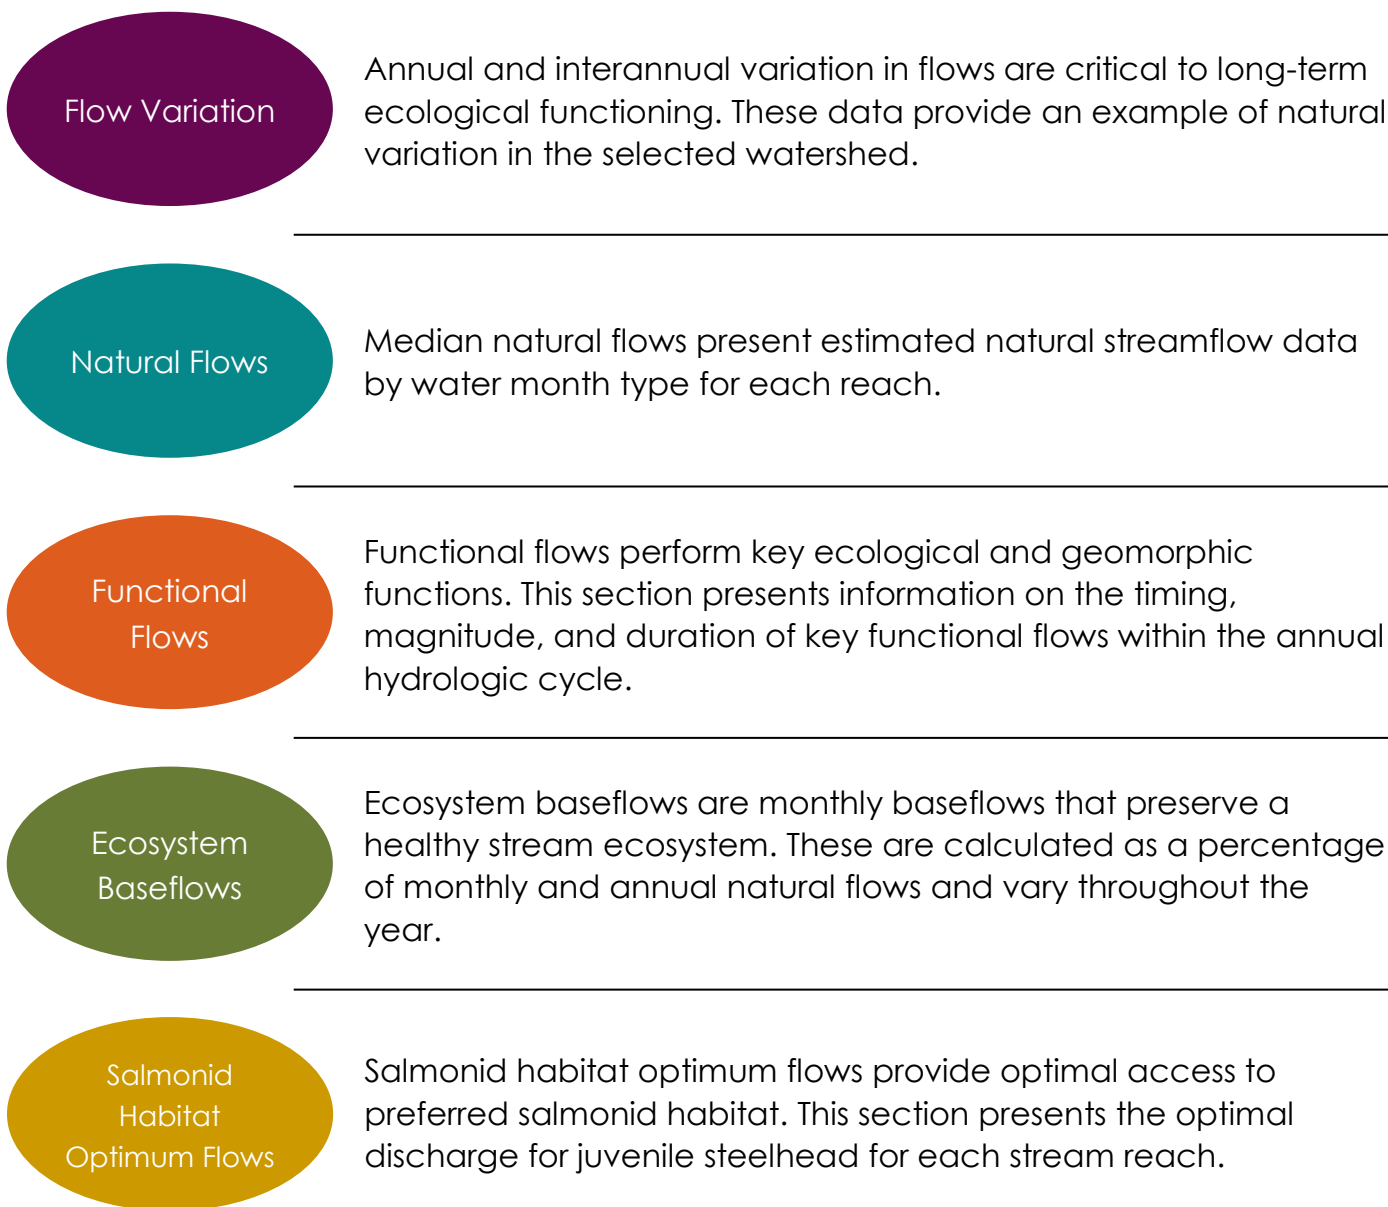 Flow Variation
Annual and interannual variation in flows are critical to long-term
ecological functioning. These data provide an example of natural
variation in the selected watershed.
Natural Flows
Median natural flows present estimated natural streamflow data
by water month type for each reach.
Functional
Flows
Functional flows perform key ecological and geomorphic
functions. This section presents information on the timing,
magnitude, and duration of key functional flows within the annual
hydrologic cycle.
Ecosystem
Baseflows
Ecosystem baseflows are monthly baseflows that preserve a
healthy stream ecosystem. These are calculated as a percentage
of monthly and annual natural flows and vary throughout the
year.
Salmonid
Habitat
Optimum Flows
Salmonid habitat optimum flows provide optimal access to
preferred salmonid habitat. This section presents the optimal
discharge for juvenile steelhead for each stream reach.